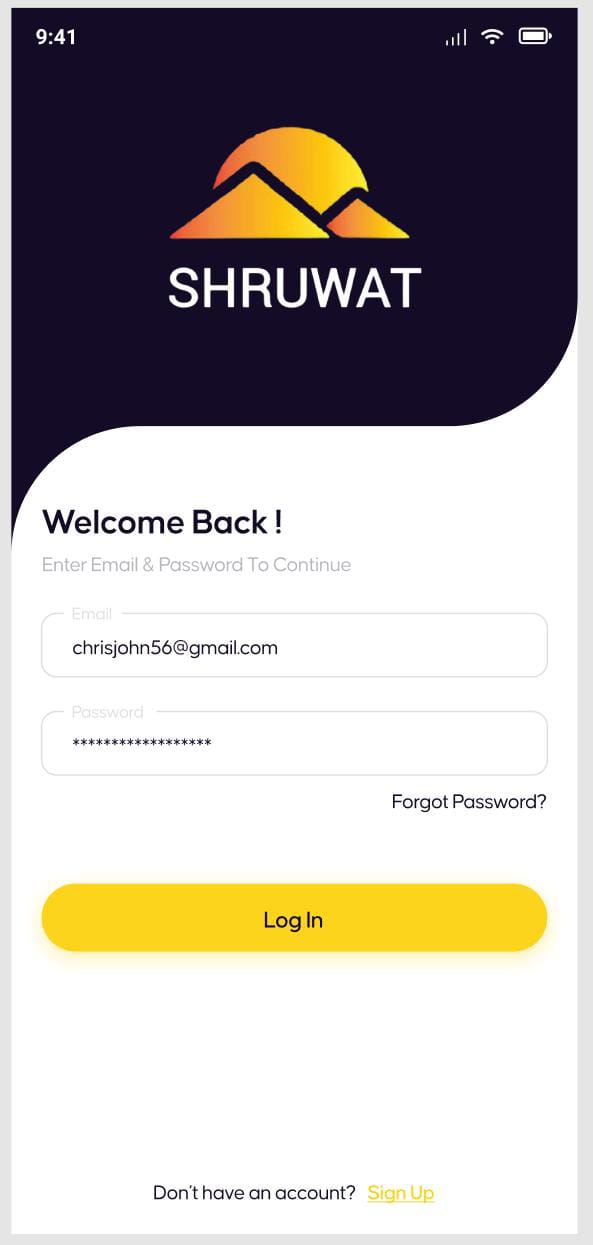 9:41
SHRUWAT
Welcome Back !
Enter Email & Password To Continue
Email
chrisjohn56@gmail.com
Password
******************
Forgot Password?
Log In
Don't have an account? Sign Up